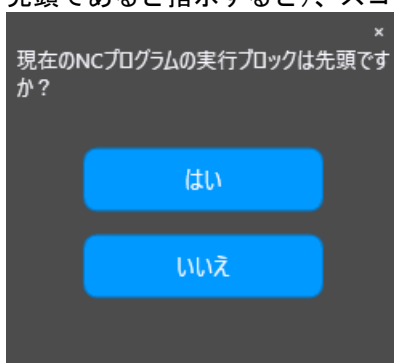 先頭であると指示すると)、スコ
×
現在のNCプログラムの実行ブロックは先頭です
か？
はい
いいえ